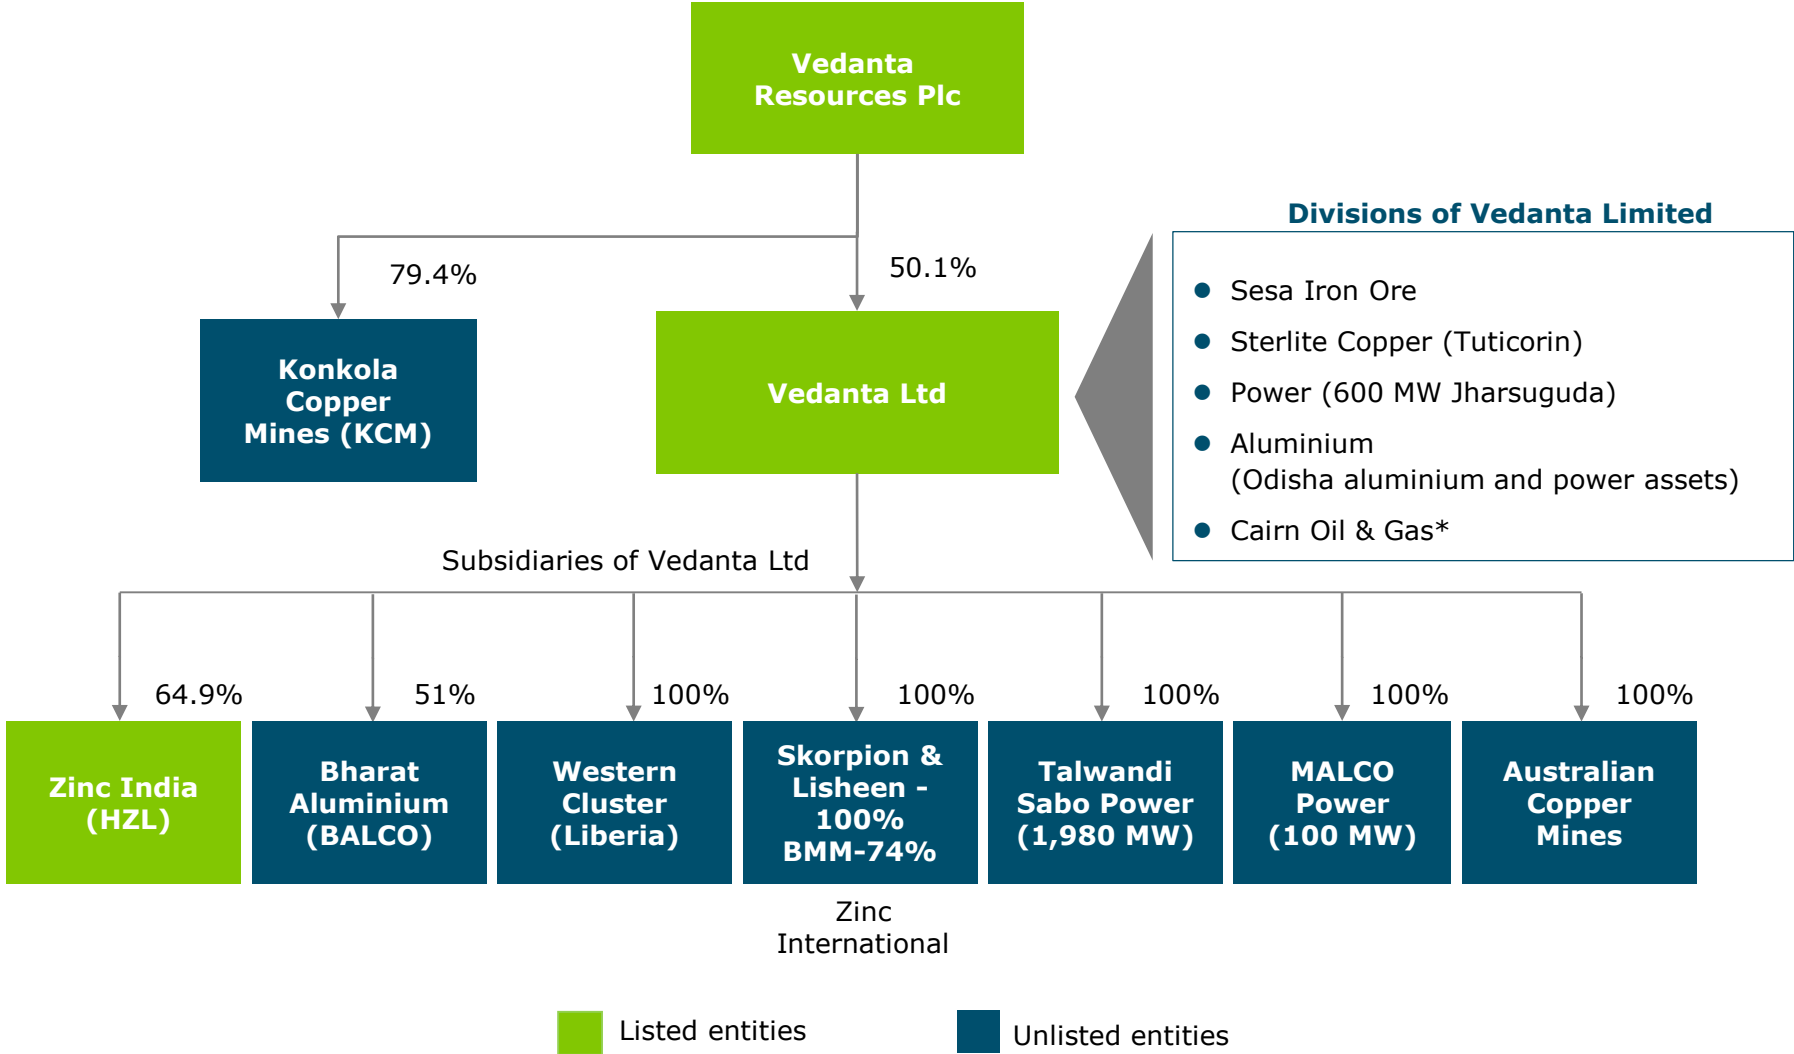 Vedanta
Resources Plc
Divisions of Vedanta Limited
79.4%
50.1%
Sesa Iron Ore
Sterlite Copper (Tuticorin)
Power (600 MW Jharsuguda)
Aluminium
(Odisha aluminium and power assets)
Cairn Oil & Gas*
Konkola
Copper
Mines (KCM)
Vedanta Ltd
Subsidiaries of Vedanta Ltd
64.9%
51%
100%
100%
100%
100%
100%
Zinc India
(HZL)
Bharat
Aluminium
(BALCO)
Western
Cluster
(Liberia)
Skorpion &
Lisheen -
100%
BMM-74%
Talwandi
Sabo Power
(1,980 MW)
MALCO
Power
(100 MW)
Australian
Copper
Mines
Zinc
International
Listed entities
Unlisted entities